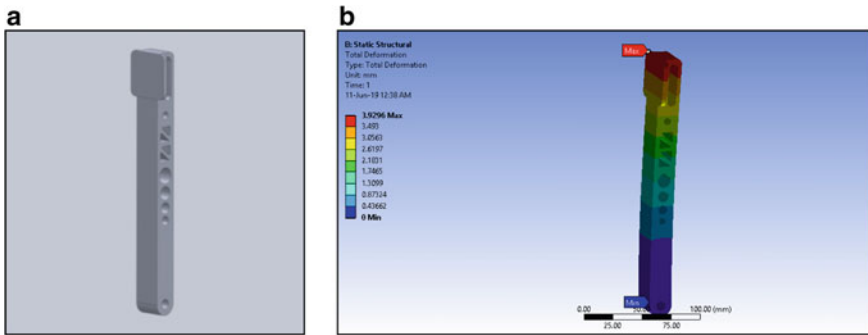 a
b
B: Static Structural
Total Deformation
Type: Total Deformation
Unit: mm
Time: 1
11-Jun-19 12:38 AM
3.9296 Max
3.493
3.0563
2.6197
2.1831
1.7465
1.3099
0.87324
0.43662
0 Min
Max
Min
0.00 50.00 100.00 (mm)
25.00 75.00